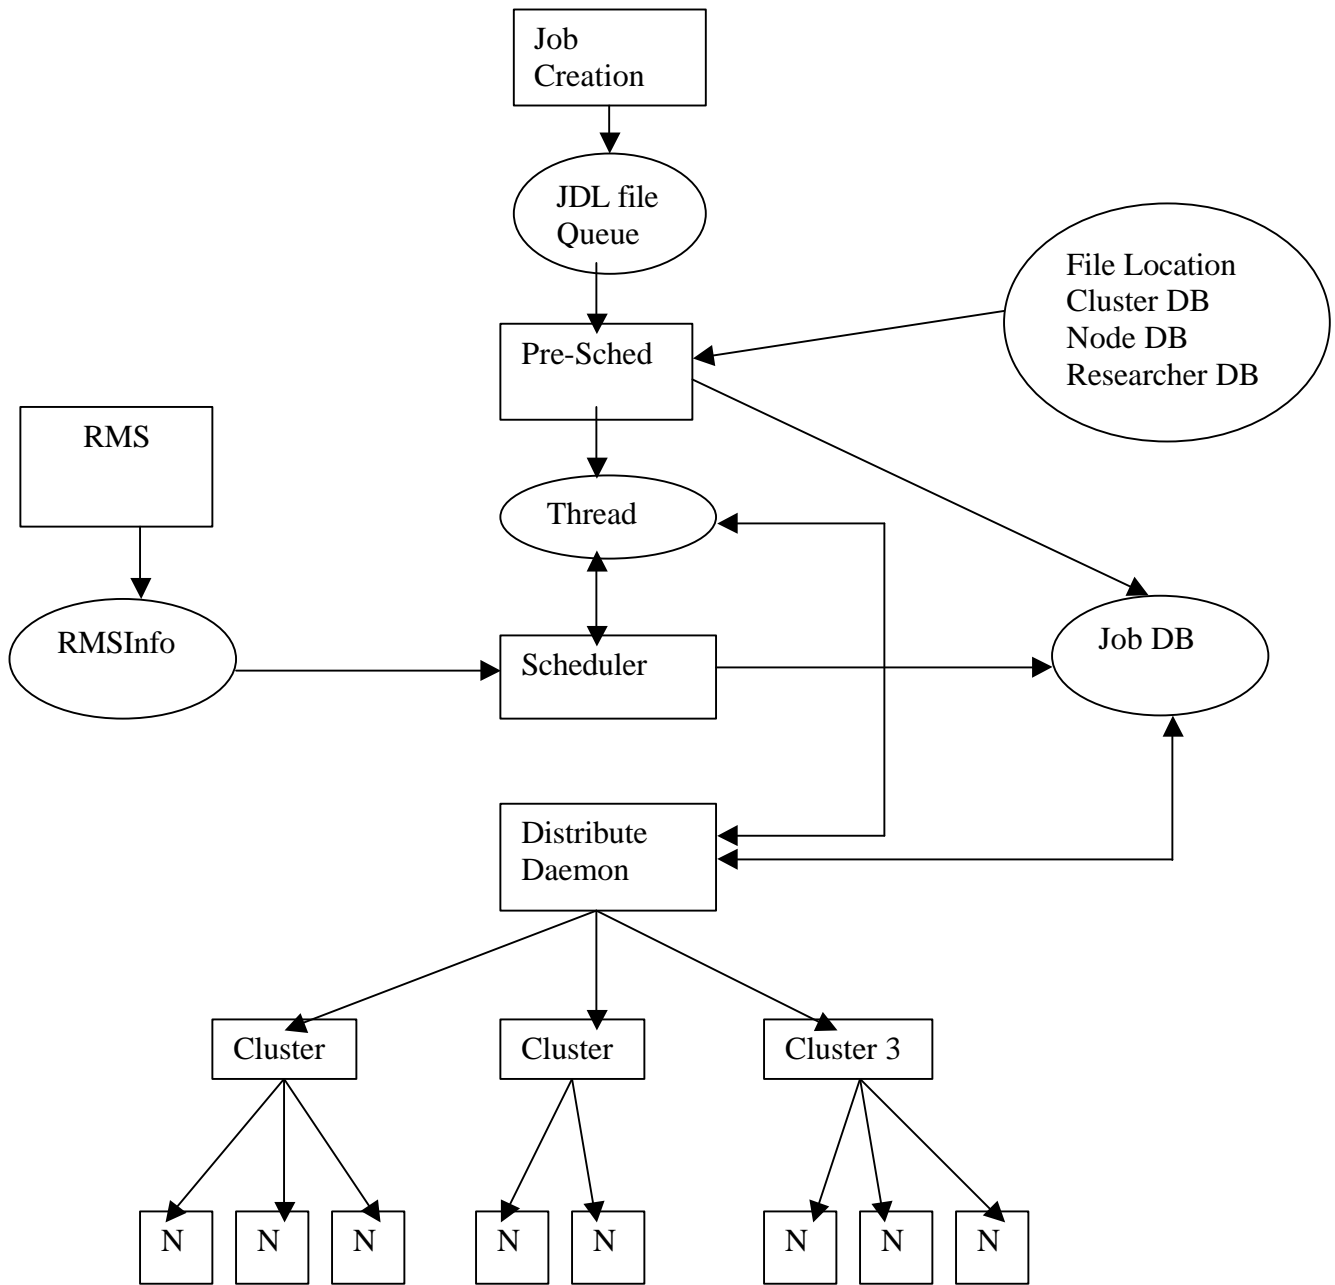 Job
Creation
JDL file
Queue
File Location
Cluster DB
Node DB
Researcher DB
Pre-Sched
RMS
Thread
RMSInfo
Scheduler
Job DB
Distribute
Daemon
Cluster
Cluster
Cluster 3
N
N
N
N
N
N
N
N